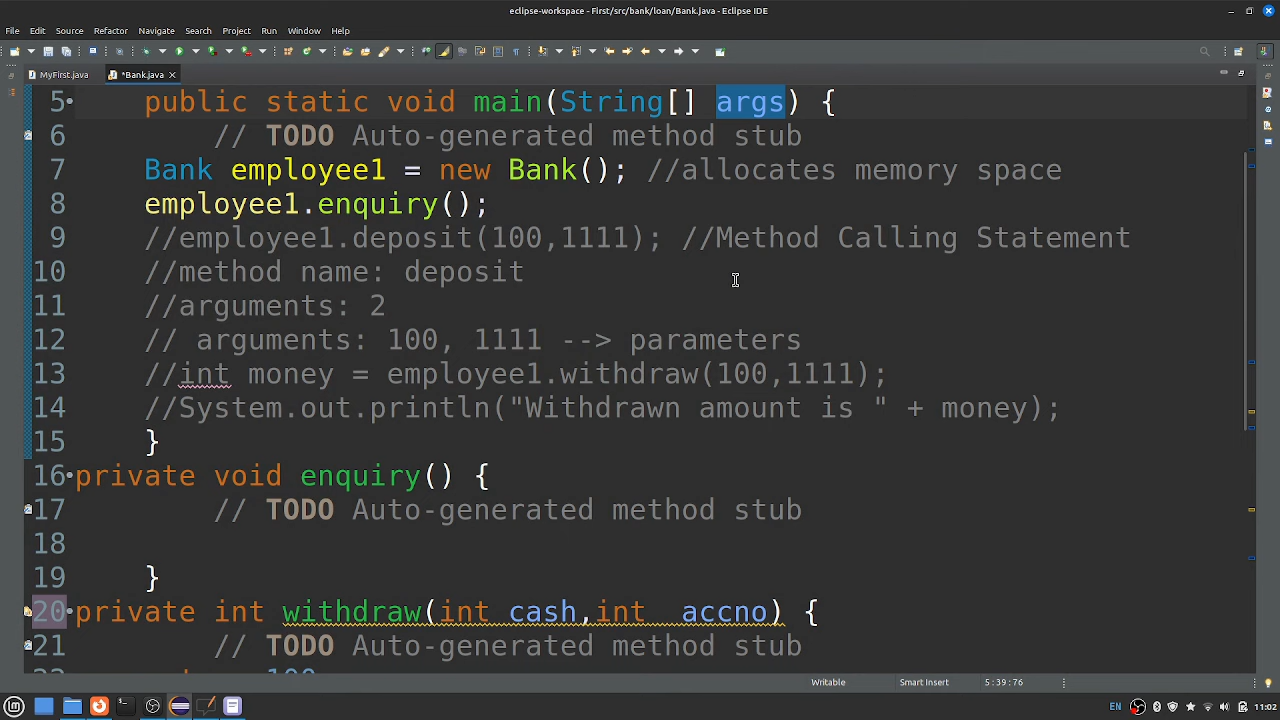 eclipse-workspace - First/src/bank/loan/Bank.java - Eclipse IDE
File Edit Source Refactor Navigate Search Project Run Window Help
MyFirst.java *Bank.java
5 public static void main(String[] args) {
6 // TODO Auto-generated method stub
7 Bank employee1 = new Bank(); //allocates memory space
8 employee1.enquiry();
9 //employee1.deposit(100,1111); //Method Calling Statement
10 //method name: deposit
11 //arguments: 2
12 // arguments: 100, 1111 --> parameters
13 //int money = employee1.withdraw(100,1111);
14 //System.out.println("Withdrawn amount is " + money);
15 }
16 private void enquiry() {
17 // TODO Auto-generated method stub
18
19 }
20 private int withdraw(int cash,int accno) {
21 // TODO Auto-generated method stub
Writable Smart Insert 5:39:76
EN 11:02